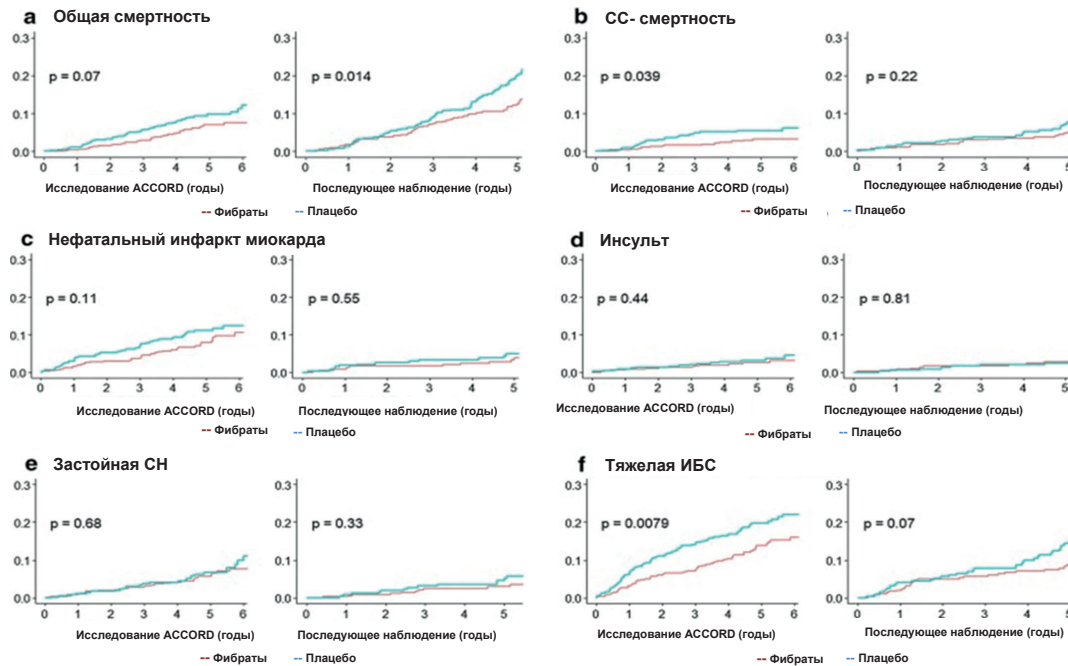 a Общая смертность
0.3
0.2
0.1
0.0
p = 0.07
0 1 2 3 4 5 6
Исследование ACCORD (годы)
0.3
0.2
0.1
0.0
p = 0.014
0 1 2 3 4 5
Последующее наблюдение (годы)
-- Фибраты -- Плацебо
b СС- смертность
0.3
0.2
0.1
0.0
p = 0.039
0 1 2 3 4 5 6
Исследование ACCORD (годы)
0.3
0.2
0.1
0.0
p = 0.22
0 1 2 3 4 5
Последующее наблюдение (годы)
-- Фибраты -- Плацебо
c Нефатальный инфаркт миокарда
0.3
0.2
0.1
0.0
p = 0.11
0 1 2 3 4 5 6
Исследование ACCORD (годы)
0.3
0.2
0.1
0.0
p = 0.55
0 1 2 3 4 5
Последующее наблюдение (годы)
-- Фибраты -- Плацебо
d Инсульт
0.3
0.2
0.1
0.0
p = 0.44
0 1 2 3 4 5 6
Исследование ACCORD (годы)
0.3
0.2
0.1
0.0
p = 0.81
0 1 2 3 4 5
Последующее наблюдение (годы)
-- Фибраты -- Плацебо
e Застойная СН
0.3
0.2
0.1
0.0
p = 0.68
0 1 2 3 4 5 6
Исследование ACCORD (годы)
0.3
0.2
0.1
0.0
p = 0.33
0 1 2 3 4 5
Последующее наблюдение (годы)
-- Фибраты -- Плацебо
f Тяжелая ИБС
0.3
0.2
0.1
0.0
p = 0.0079
0 1 2 3 4 5 6
Исследование ACCORD (годы)
0.3
0.2
0.1
0.0
p = 0.07
0 1 2 3 4 5
Последующее наблюдение (годы)
-- Фибраты -- Плацебо